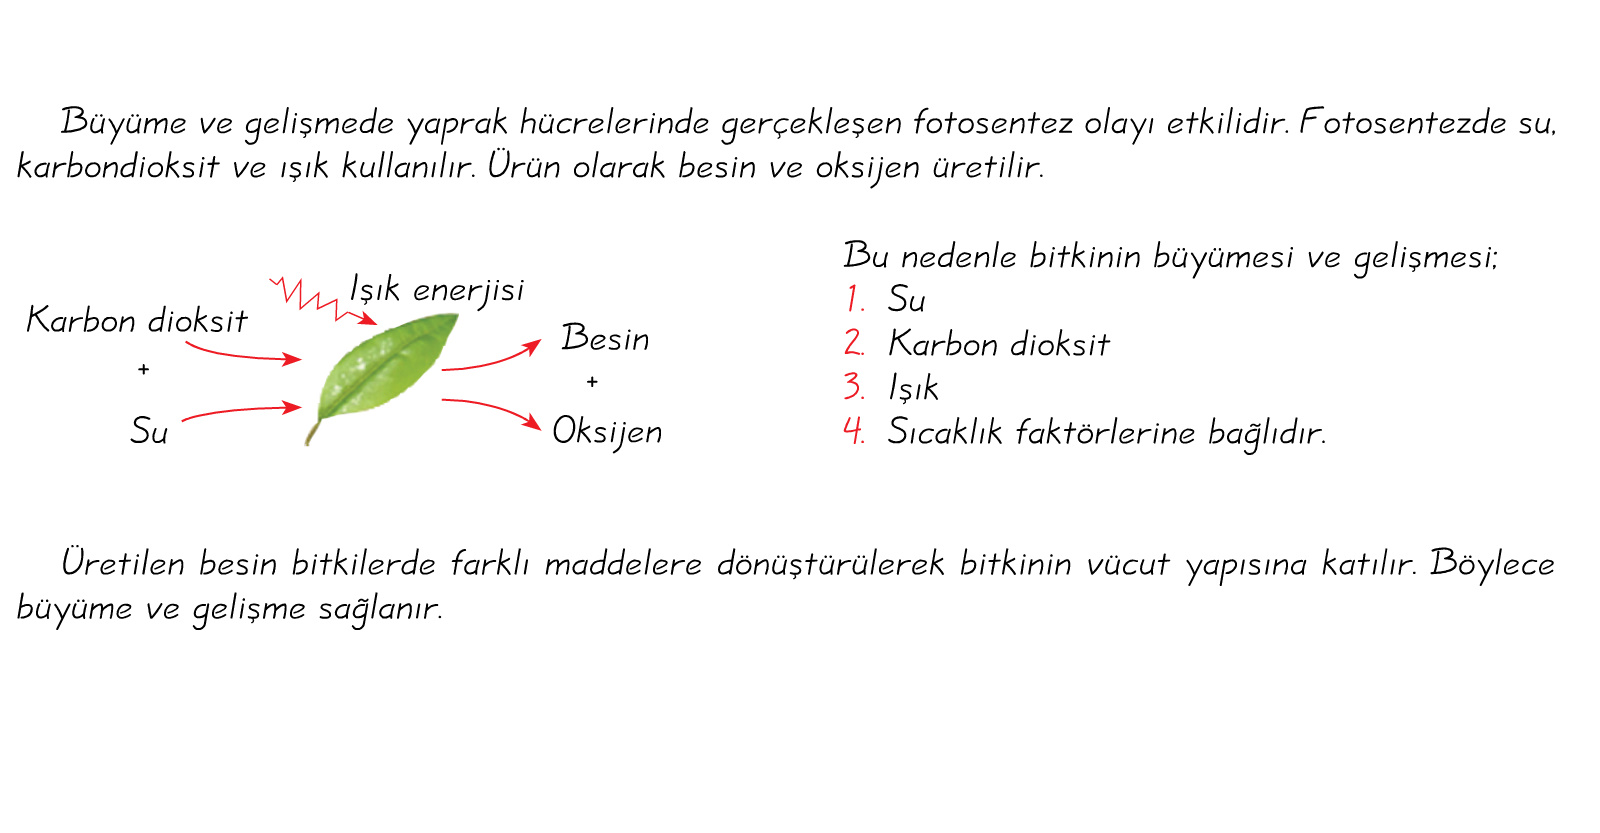 Büyüme ve gelişmede yaprak hücrelerinde gerçekleşen fotosentez olayı etkilidir. Fotosentezde su,
karbondioksit ve ışık kullanılır. Ürün olarak besin ve oksijen üretilir.
Işık enerjisi
Karbon dioksit
+
Su
Besin
+
Oksijen
Bu nedenle bitkinin büyümesi ve gelişmesi;
1. Su
2. Karbon dioksit
3. Işık
4. Sıcaklık faktörlerine bağlıdır.
Üretilen besin bitkilerde farklı maddelere dönüştürülerek bitkinin vücut yapısına katılır. Böylece
büyüme ve gelişme sağlanır.